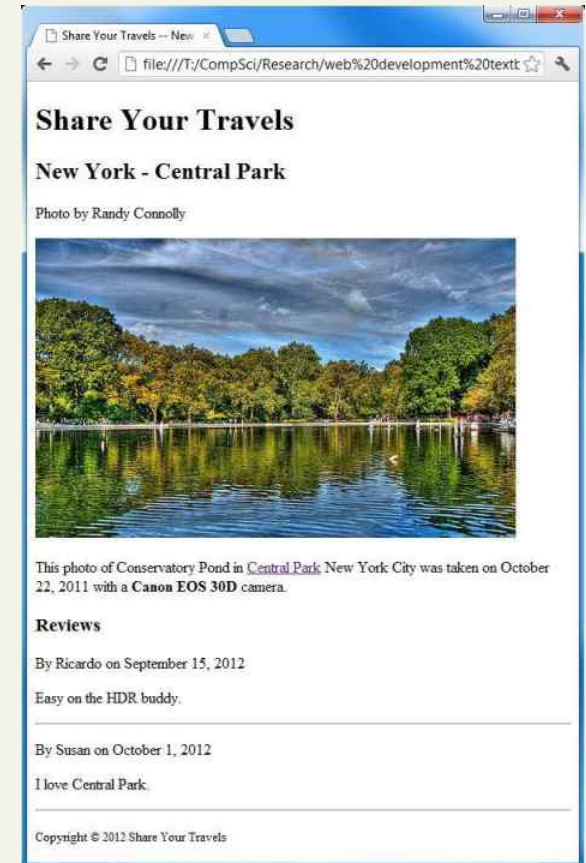 Share Your Travels -- New
file:///T:/CompSci/Research/web%20development%20textb
Share Your Travels
New York - Central Park
Photo by Randy Connolly
This photo of Conservatory Pond in Central Park New York City was taken on October
22, 2011 with a Canon EOS 30D camera.
Reviews
By Ricardo on September 15, 2012
Easy on the HDR buddy.
By Susan on October 1, 2012
I love Central Park.
Copyright © 2012 Share Your Travels